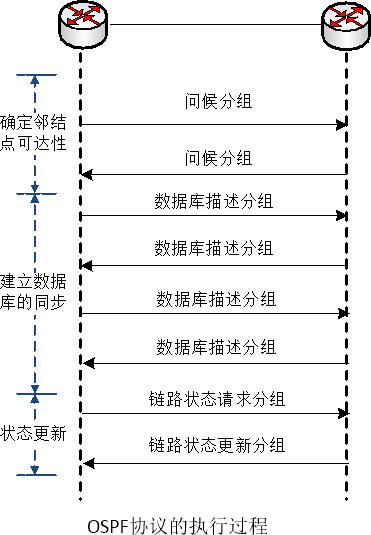 问候分组
确定邻结
点可达性
问候分组
数据库描述分组
数据库描述分组
建立数据
库的同步
数据库描述分组
数据库描述分组
链路状态请求分组
状态更新
链路状态更新分组
OSPF协议的执行过程